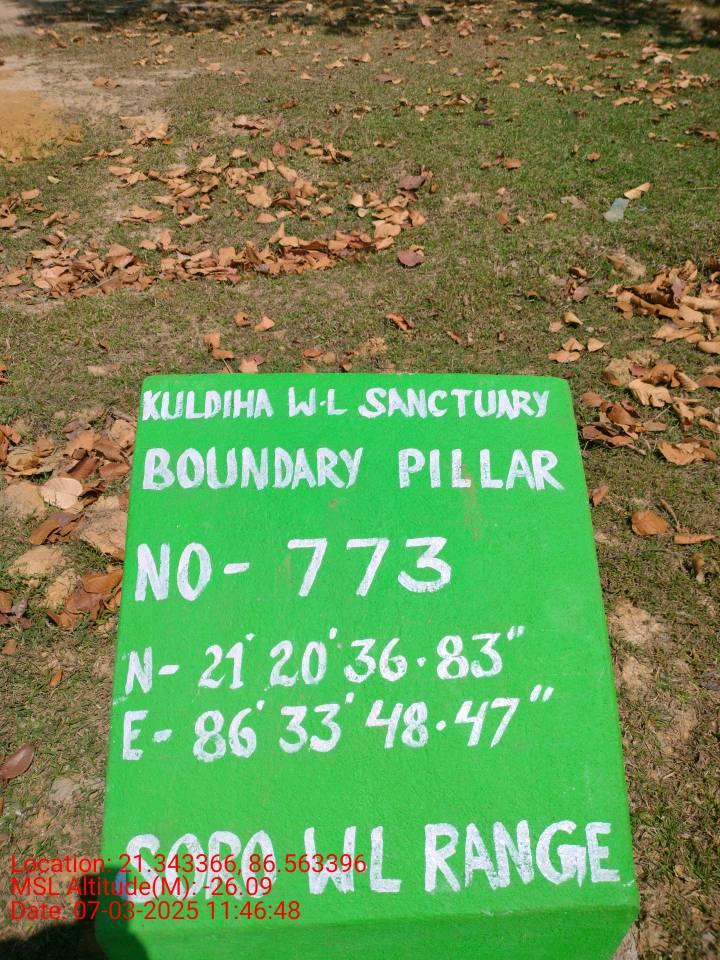 KULDIHA W.L SANCTUARY
BOUNDARY PILLAR
NO- 773
N- 21° 20' 36.83"
E- 86° 33' 48.47"
SORO WL RANGE
Location: 21.343366, 86.563396
MSL Altitude(M): -26.09
Date: 07-03-2025 11:46:48